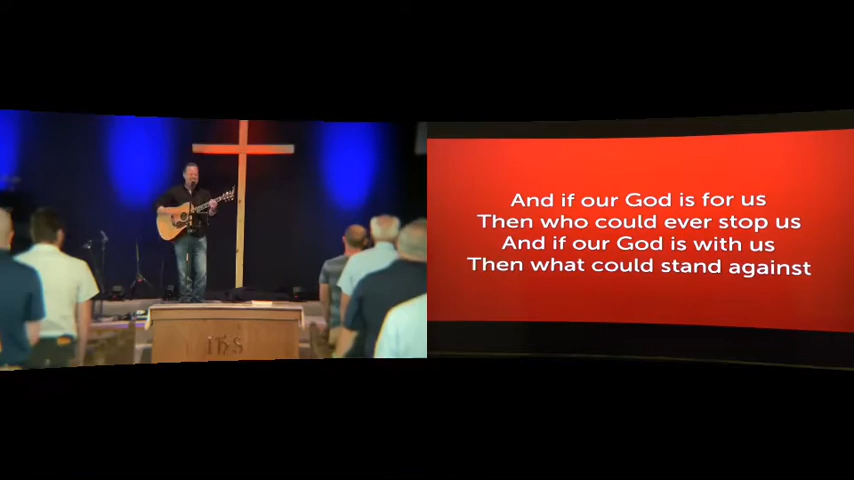 IHS
And if our God is for us
Then who could ever stop us
And if our God is with us
Then what could stand against